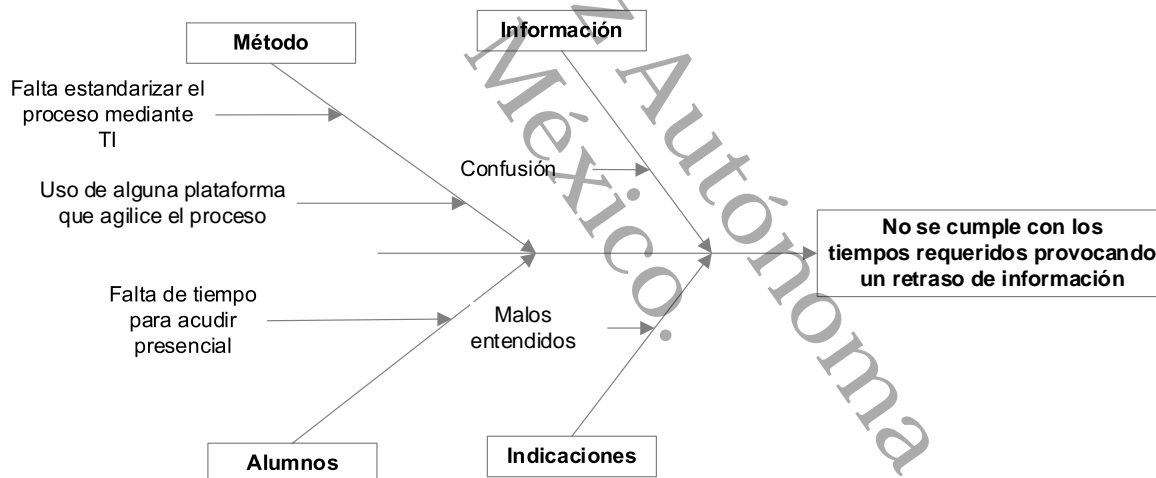 Método
Información
Falta estandarizar el
proceso mediante
TI
Confusión
Uso de alguna plataforma
que agilice el proceso
No se cumple con los
tiempos requeridos provocando
un retraso de información
Falta de tiempo
para acudir
presencial
Malos
entendidos
Alumnos
Indicaciones
Autónoma
México.